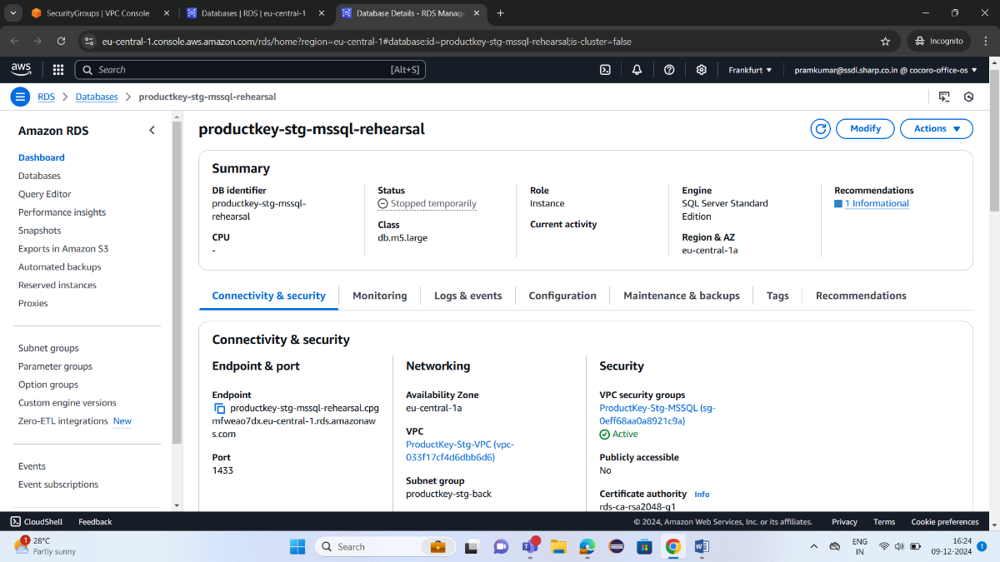 SecurityGroups | VPC Console
Databases | RDS | eu-central-1
Database Details - RDS Manag
eu-central-1.console.aws.amazon.com/rds/home?region=eu-central-1#database:id=productkey-stg-mssql-rehearsal;is-cluster=false
Incognito
aws
Search
[Alt+S]
Frankfurt
pramkumar@ssdi.sharp.co.in @ cocoro-office-os
RDS
Databases
productkey-stg-mssql-rehearsal
Amazon RDS
Dashboard
Databases
Query Editor
Performance insights
Snapshots
Exports in Amazon S3
Automated backups
Reserved instances
Proxies
Subnet groups
Parameter groups
Option groups
Custom engine versions
Zero-ETL integrations New
Events
Event subscriptions
productkey-stg-mssql-rehearsal
Modify
Actions
Summary
DB identifier
productkey-stg-mssql-
rehearsal
CPU
-
Status
Stopped temporarily
Class
db.m5.large
Role
Instance
Current activity
Engine
SQL Server Standard
Edition
Region & AZ
eu-central-1a
Recommendations
1 Informational
Connectivity & security
Monitoring
Logs & events
Configuration
Maintenance & backups
Tags
Recommendations
Connectivity & security
Endpoint & port
Endpoint
productkey-stg-mssql-rehearsal.cpg
mfweao7dx.eu-central-1.rds.amazonaw
s.com
Port
1433
Networking
Availability Zone
eu-central-1a
VPC
ProductKey-Stg-VPC (vpc-
033f17cf4d6dbb6d6)
Subnet group
productkey-stg-back
Security
VPC security groups
ProductKey-Stg-MSSQL (sg-
0eff68aa0a8921c9a)
Active
Publicly accessible
No
Certificate authority Info
rds-ca-rsa2048-g1
CloudShell
Feedback
© 2024, Amazon Web Services, Inc. or its affiliates.
Privacy
Terms
Cookie preferences
1
28°C
Partly sunny
Search
ENG
IN
16:24
09-12-2024
1